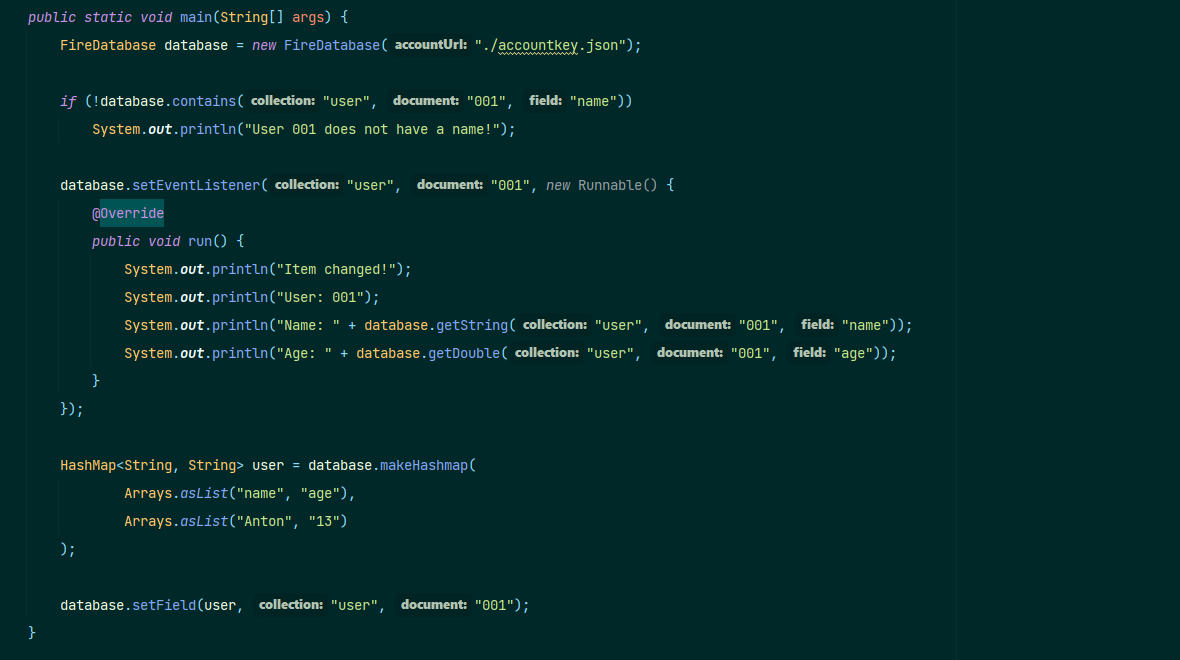 public static void main(String[] args) {
FireDatabase database = new FireDatabase( accountUrl: "./accountkey.json");
if (!database.contains( collection: "user", document: "001", field: "name"))
System.out.println("User 001 does not have a name!");
database.setEventListener( collection: "user", document: "001", new Runnable() {
@Override
public void run() {
System.out.println("Item changed!");
System.out.println("User: 001");
System.out.println("Name: " + database.getString( collection: "user", document: "001", field: "name"));
System.out.println("Age: " + database.getDouble( collection: "user", document: "001", field: "age"));
}
});
HashMap<String, String> user = database.makeHashmap(
Arrays.asList("name", "age"),
Arrays.asList("Anton", "13")
);
database.setField(user, collection: "user", document: "001");
}